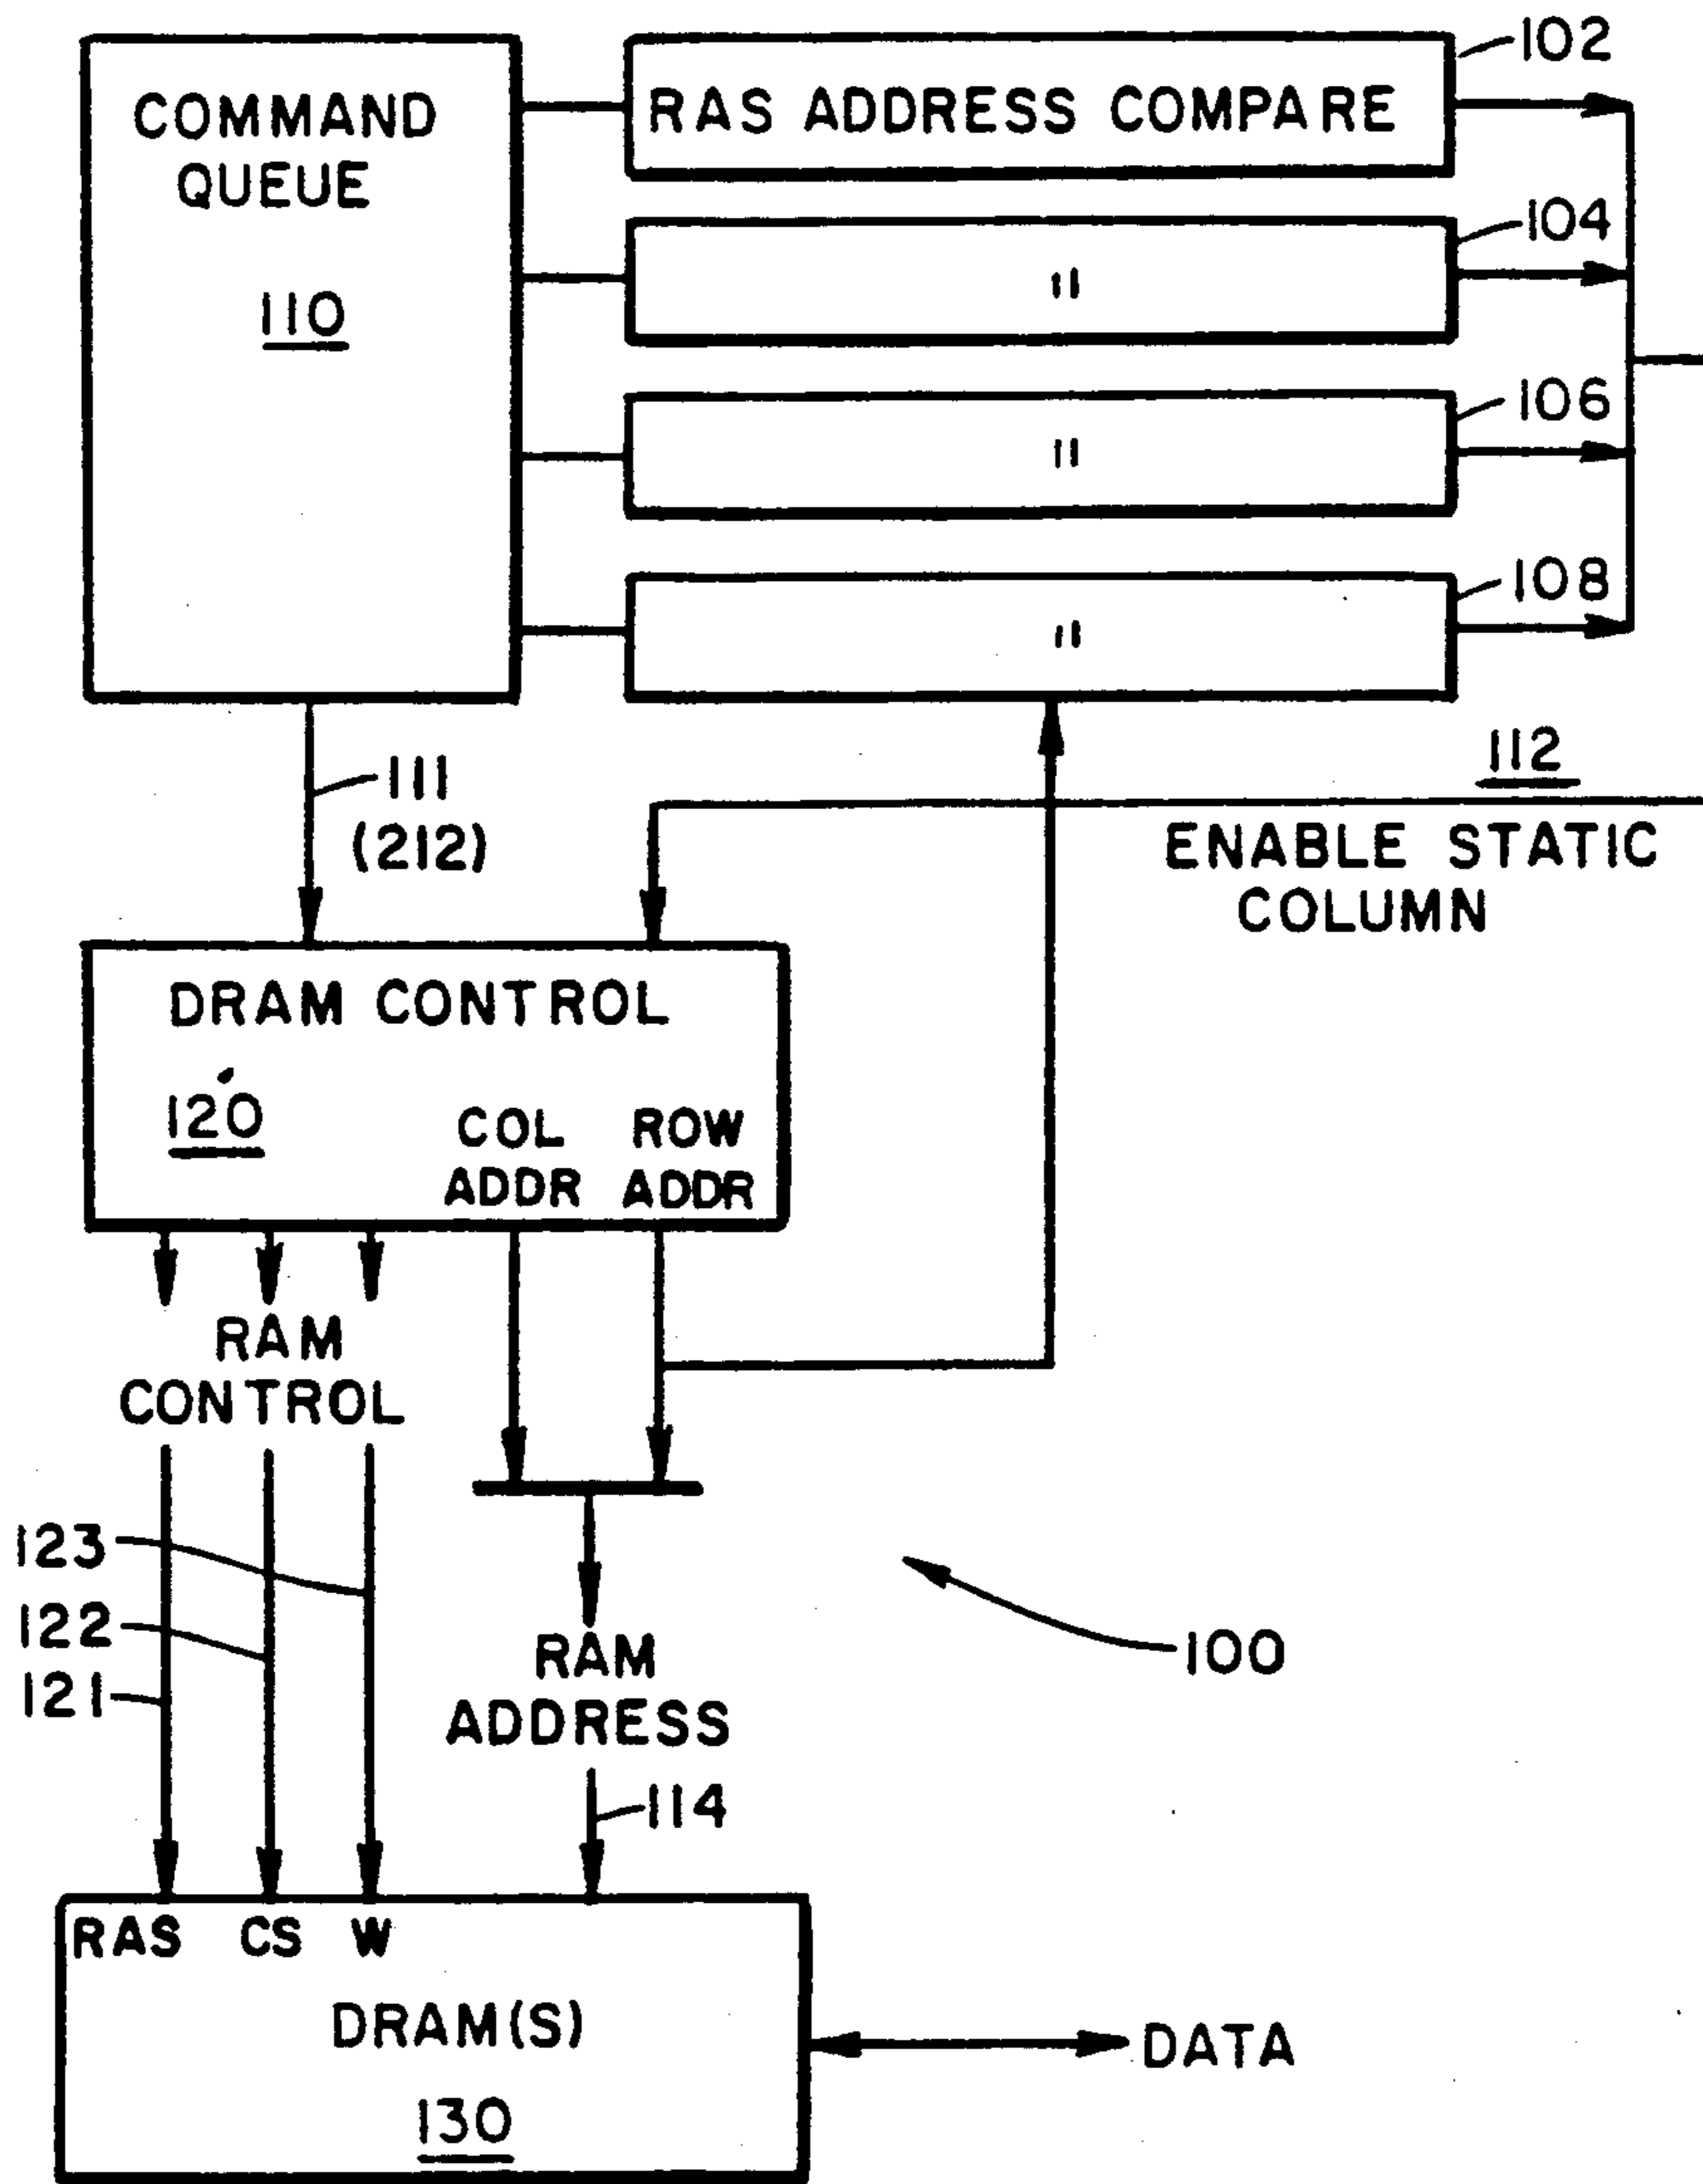 COMMAND
QUEUE
110
RAS ADDRESS COMPARE
102
"
104
"
106
"
108
111
(212)
112
ENABLE STATIC
COLUMN
DRAM CONTROL
120
COL
ADDR
ROW
ADDR
RAM
CONTROL
123
122
121
RAM
ADDRESS
114
100
RAS
CS
W
DRAM(S)
130
DATA